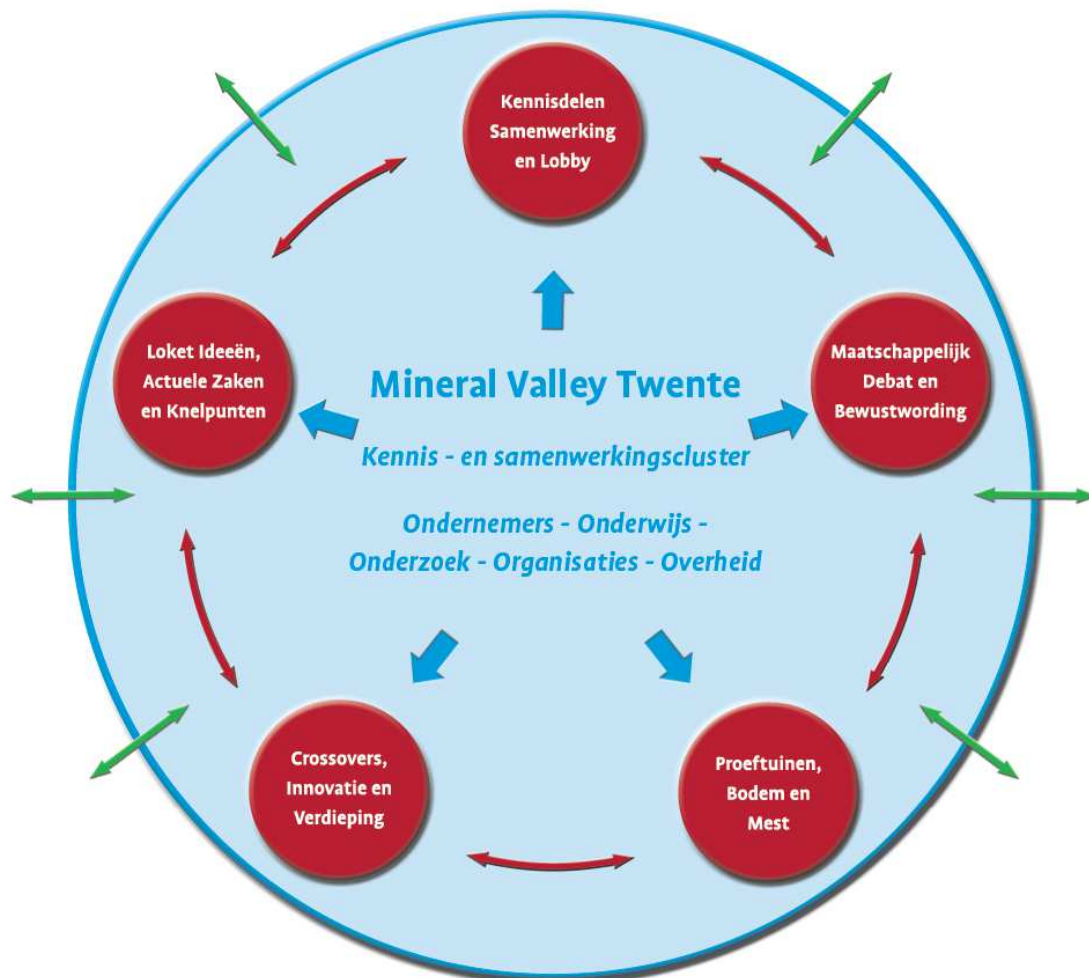 Kennisdelen
Samenwerking
en Lobby
Loket Ideeën,
Actuele Zaken
en Knelpunten
Maatschappelijk
Debat en
Bewustwording
Mineral Valley Twente
Kennis - en samenwerkingscluster
Ondernemers - Onderwijs -
Onderzoek - Organisaties - Overheid
Crossovers,
Innovatie en
Verdieping
Proeftuinen,
Bodem en
Mest